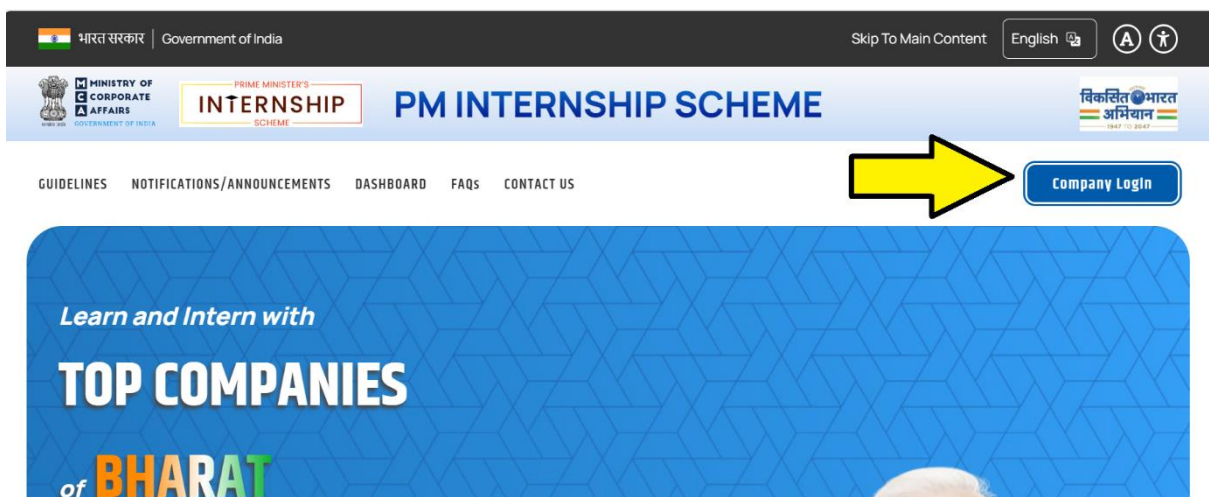 भारत सरकार | Government of India
Skip To Main Content
English
A
MINISTRY OF
CORPORATE
AFFAIRS
GOVERNMENT OF INDIA
PRIME MINISTER'S
INTERNSHIP
SCHEME
PM INTERNSHIP SCHEME
विकसित भारत
अभियान
1947 TO 2047
GUIDELINES NOTIFICATIONS/ANNOUNCEMENTS DASHBOARD FAQs CONTACT US
Company Login
Learn and Intern with
TOP COMPANIES
of BHARAT